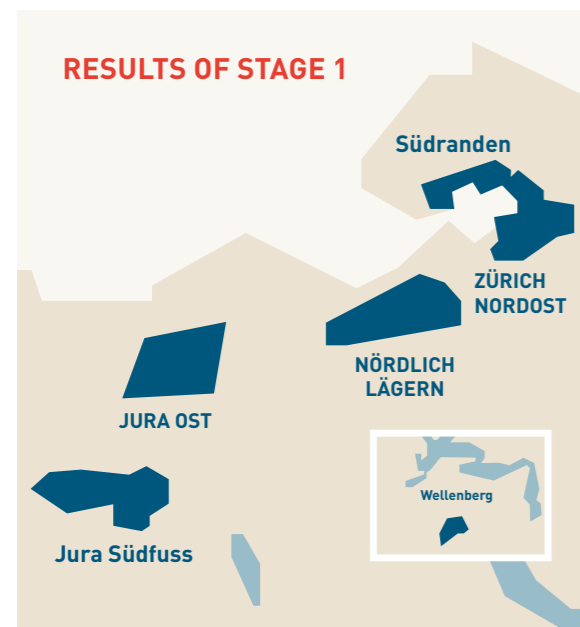 RESULTS OF STAGE 1
Südranden
ZÜRICH
NORDOST
NÖRDLICH
LÄGERN
JURA OST
Wellenberg
Jura Südfuss